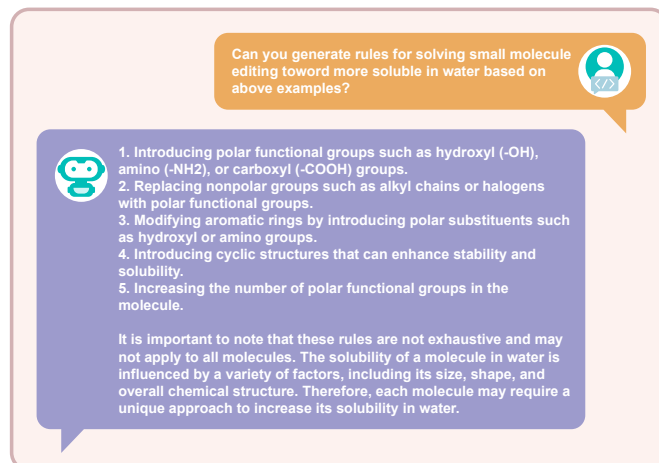 Can you generate rules for solving small molecule
editing toword more soluble in water based on
above examples?
</>
1. Introducing polar functional groups such as hydroxyl (-OH),
amino (-NH2), or carboxyl (-COOH) groups.
2. Replacing nonpolar groups such as alkyl chains or halogens
with polar functional groups.
3. Modifying aromatic rings by introducing polar substituents such
as hydroxyl or amino groups.
4. Introducing cyclic structures that can enhance stability and
solubility.
5. Increasing the number of polar functional groups in the
molecule.
It is important to note that these rules are not exhaustive and may
not apply to all molecules. The solubility of a molecule in water is
influenced by a variety of factors, including its size, shape, and
overall chemical structure. Therefore, each molecule may require a
unique approach to increase its solubility in water.